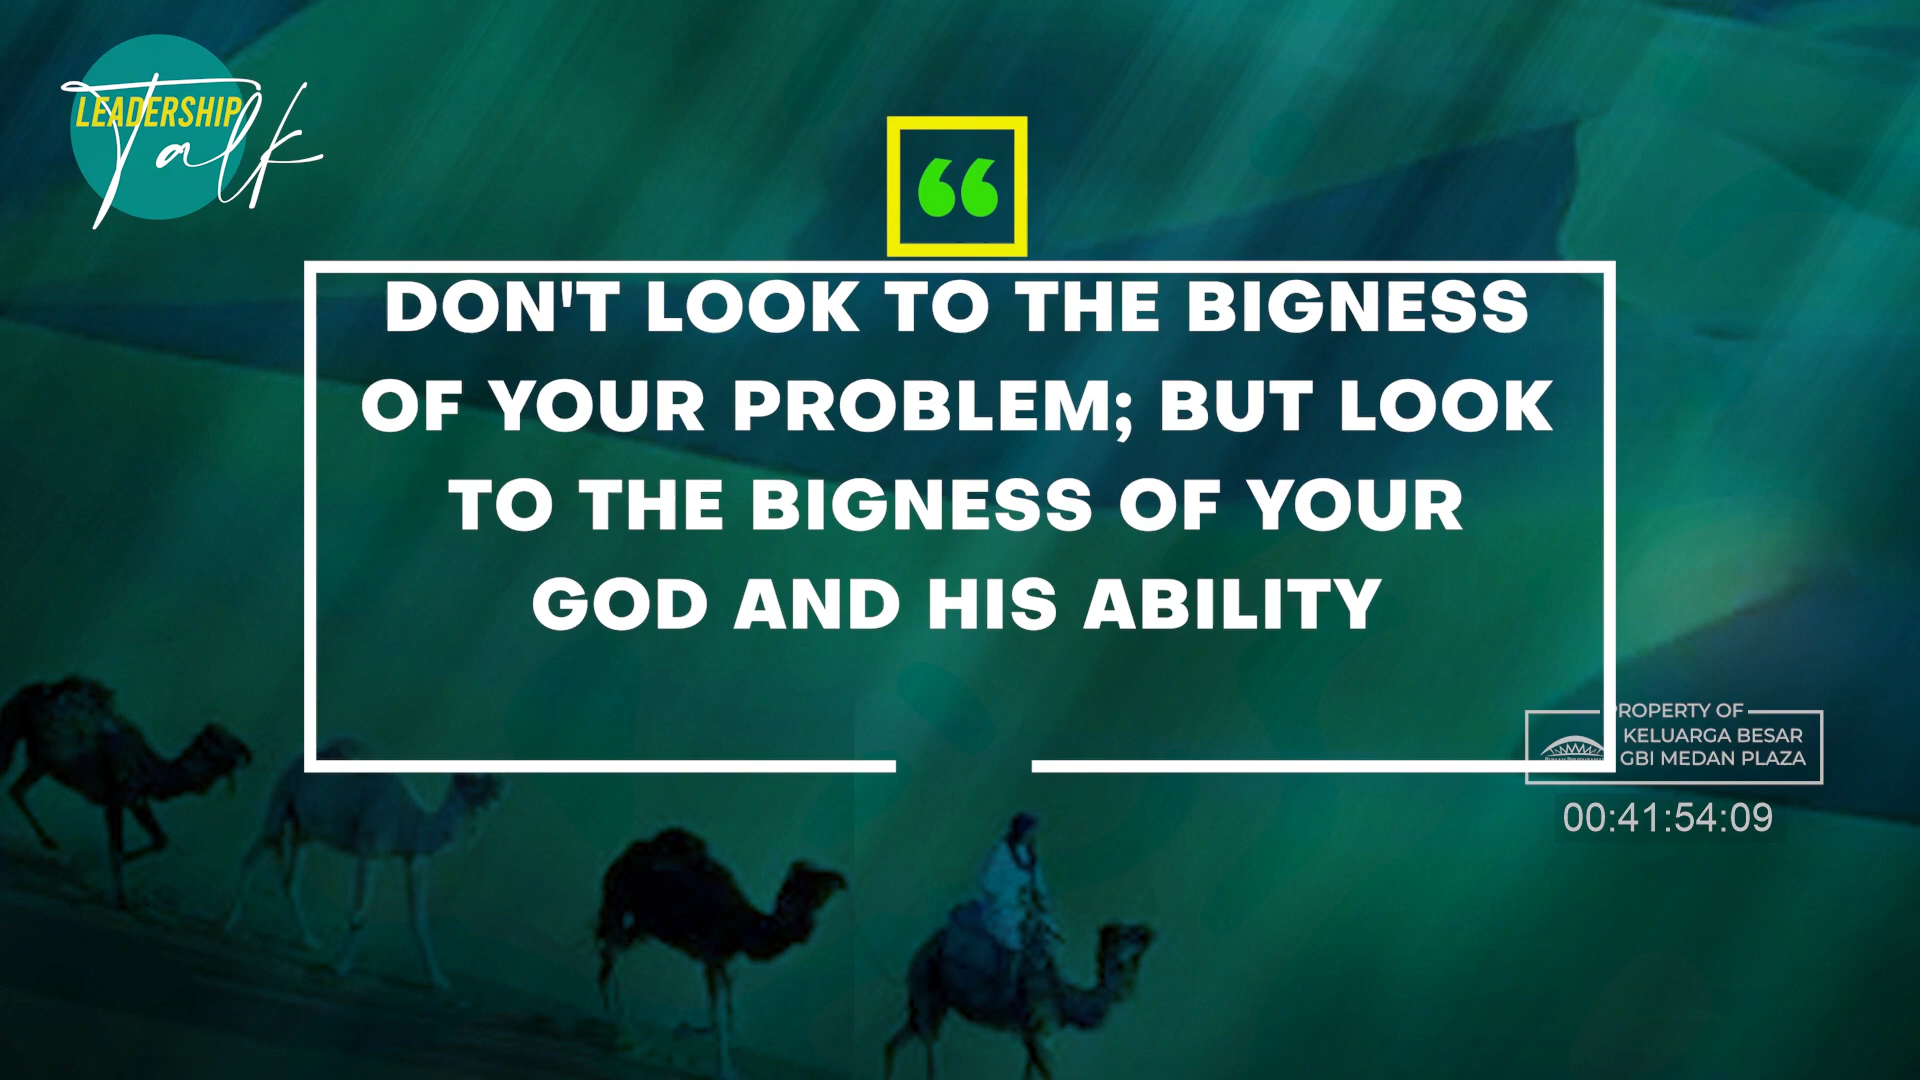 LEADERSHIP
Talk
“
DON'T LOOK TO THE BIGNESS
OF YOUR PROBLEM; BUT LOOK
TO THE BIGNESS OF YOUR
GOD AND HIS ABILITY
PROPERTY OF
KELUARGA BESAR
GBI MEDAN PLAZA
00:41:54:09